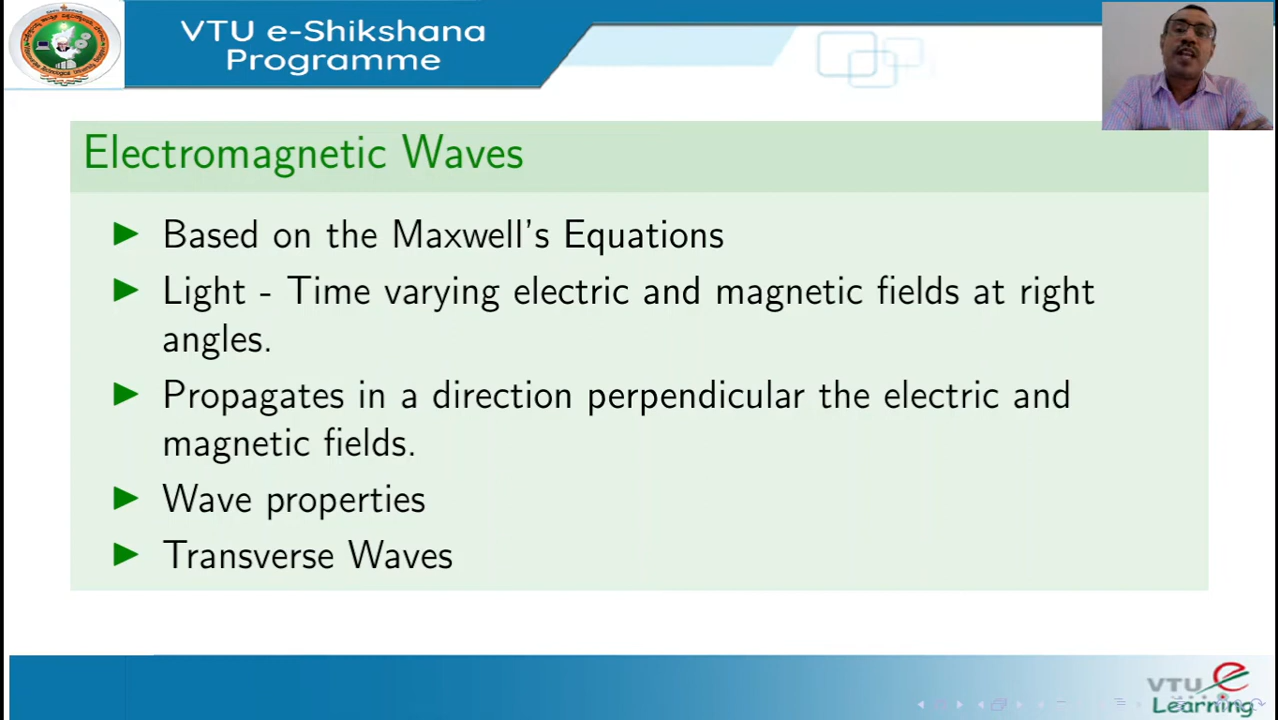 VTU e-Shikshana
Programme
Electromagnetic Waves
Based on the Maxwell's Equations
Light - Time varying electric and magnetic fields at right
angles.
Propagates in a direction perpendicular the electric and
magnetic fields.
Wave properties
Transverse Waves
VTU e
Learning